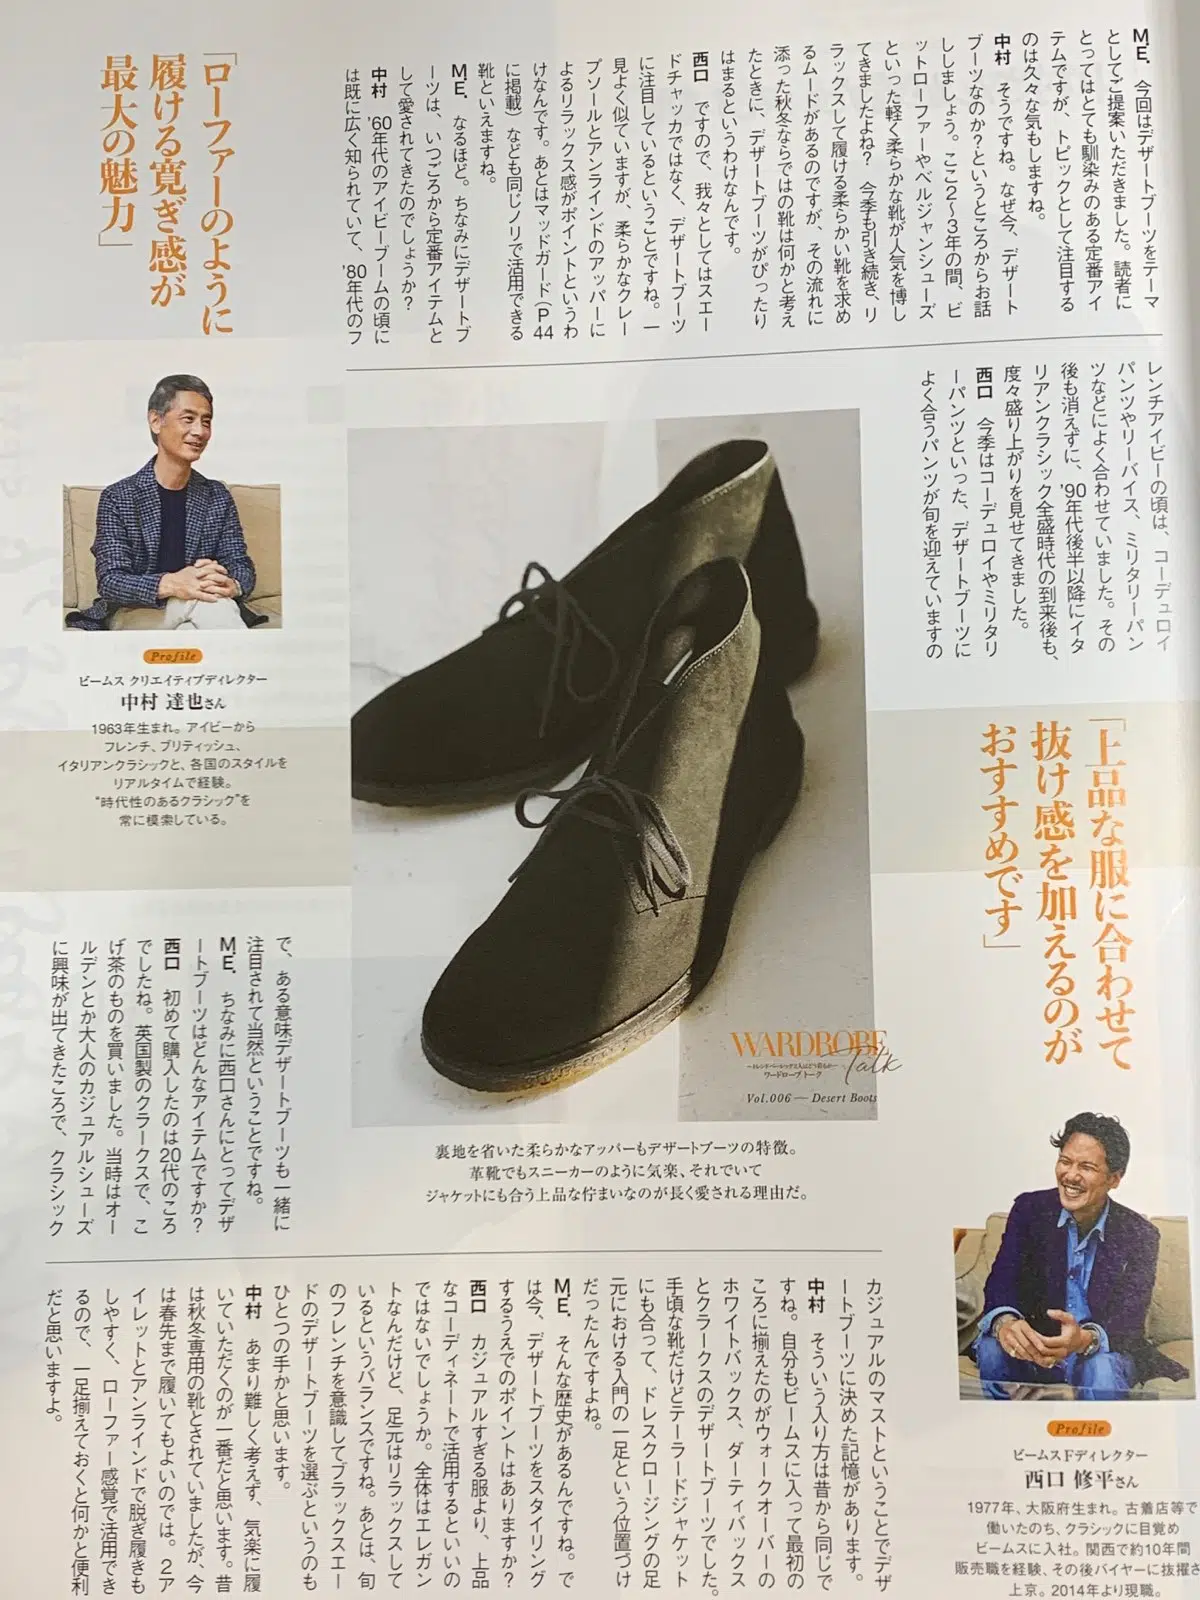 M.E. 今回はデザートブーツをテーマ
としてご提案いただきました。読者に
とってはとても馴染みのある定番アイ
テムですが、トピックとして注目する
のは久々な気もしますね。
中村 そうですね。なぜ今、デザート
ブーツなのか?というところからお話
ししましょう。ここ2〜3年の間、ビ
ットローファーやベルジャンシューズ
といった軽く柔らかな靴が人気を博し
てきましたよね? 今季も引き続き、リ
ラックスして履ける柔らかい靴を求め
るムードがあるのですが、その流れに
添った秋冬ならではの靴は何かと考え
たときに、デザートブーツがぴったり
はまるというわけなんです。
西口 ですので、我々としてはスエー
ドチャッカではなく、デザートブーツ
に注目しているということですね。一
見よく似ていますが、柔らかなクレー
プソールとアンラインドのアッパーに
よるリラックス感がポイントというわ
けなんです。あとはマッドガード(P44
に掲載)なども同じノリで活用できる
靴といえますね。
M.E. なるほど。ちなみにデザートブ
ーツは、いつごろから定番アイテムと
して愛されてきたのでしょうか?
中村 '60年代のアイビーブームの頃に
は既に広く知られていて、'80年代のフ
「ローファーのように
履ける寛ぎ感が
最大の魅力」
レンチアイビーの頃は、コーデュロイ
パンツやリーバイス、ミリタリーパン
ツなどによく合わせていました。その
後も消えずに、'90年代後半以降にイタ
リアンクラシック全盛時代の到来後も、
度々盛り上がりを見せてきました。
西口 今季はコーデュロイやミリタリ
ーパンツといった、デザートブーツに
よく合うパンツが旬を迎えていますの
Profile
ビームス クリエイティブディレクター
中村 達也さん
1963年生まれ。アイビーから
フレンチ、ブリティッシュ、
イタリアンクラシックと、各国のスタイルを
リアルタイムで経験。
"時代性のあるクラシック"を
常に模索している。
「上品な服に合わせて
抜け感を加えるのが
おすすめです」
WARDROBE
Talk
ワードローブ トーク
Vol.006 — Desert Boots
裏地を省いた柔らかなアッパーもデザートブーツの特徴。
革靴でもスニーカーのように気楽、それでいて
ジャケットにも合う上品な佇まいなのが長く愛される理由だ。
で、ある意味デザートブーツも一緒に
注目されて当然ということですね。
M.E. ちなみに西口さんにとってデザ
ートブーツはどんなアイテムですか?
西口 初めて購入したのは20代のころ
でしたね。英国製のクラークスで、こ
げ茶のものを買いました。当時はオー
ルデンとか大人のカジュアルシューズ
に興味が出てきたころで、クラシック
カジュアルのマストということでデザ
ートブーツに決めた記憶があります。
中村 そういう入り方は昔から同じで
すね。自分もビームスに入って最初の
ころに揃えたのがウォークオーバーの
ホワイトバックス、ダーティバックス
とクラークスのデザートブーツでした。
手頃な靴だけどテーラードジャケット
にも合って、ドレスクロージングの足
元における入門の一足という位置づけ
だったんですよね。
M.E. そんな歴史があるんですね。で
は今、デザートブーツをスタイリング
するうえでのポイントはありますか?
西口 カジュアルすぎる服より、上品
なコーディネートで活用するといいの
ではないでしょうか。全体はエレガン
トなんだけど、足元はリラックスして
いるというバランスですね。あとは、旬
のフレンチを意識してブラックスエー
ドのデザートブーツを選ぶというのも
ひとつの手かと思います。
中村 あまり難しく考えず、気楽に履
いていただくのが一番だと思います。昔
は秋冬専用の靴とされていましたが、今
は春先まで履いてもよいのでは。2ア
イレットとアンラインドで脱ぎ履きも
しやすく、ローファー感覚で活用でき
るので、一足揃えておくと何かと便利
だと思いますよ。
Profile
ビームスFディレクター
西口 修平さん
1977年、大阪府生まれ。古着店等で
働いたのち、クラシックに目覚め
ビームスに入社。関西で約10年間
販売職を経験、その後バイヤーに抜擢さ
上京。2014年より現職。